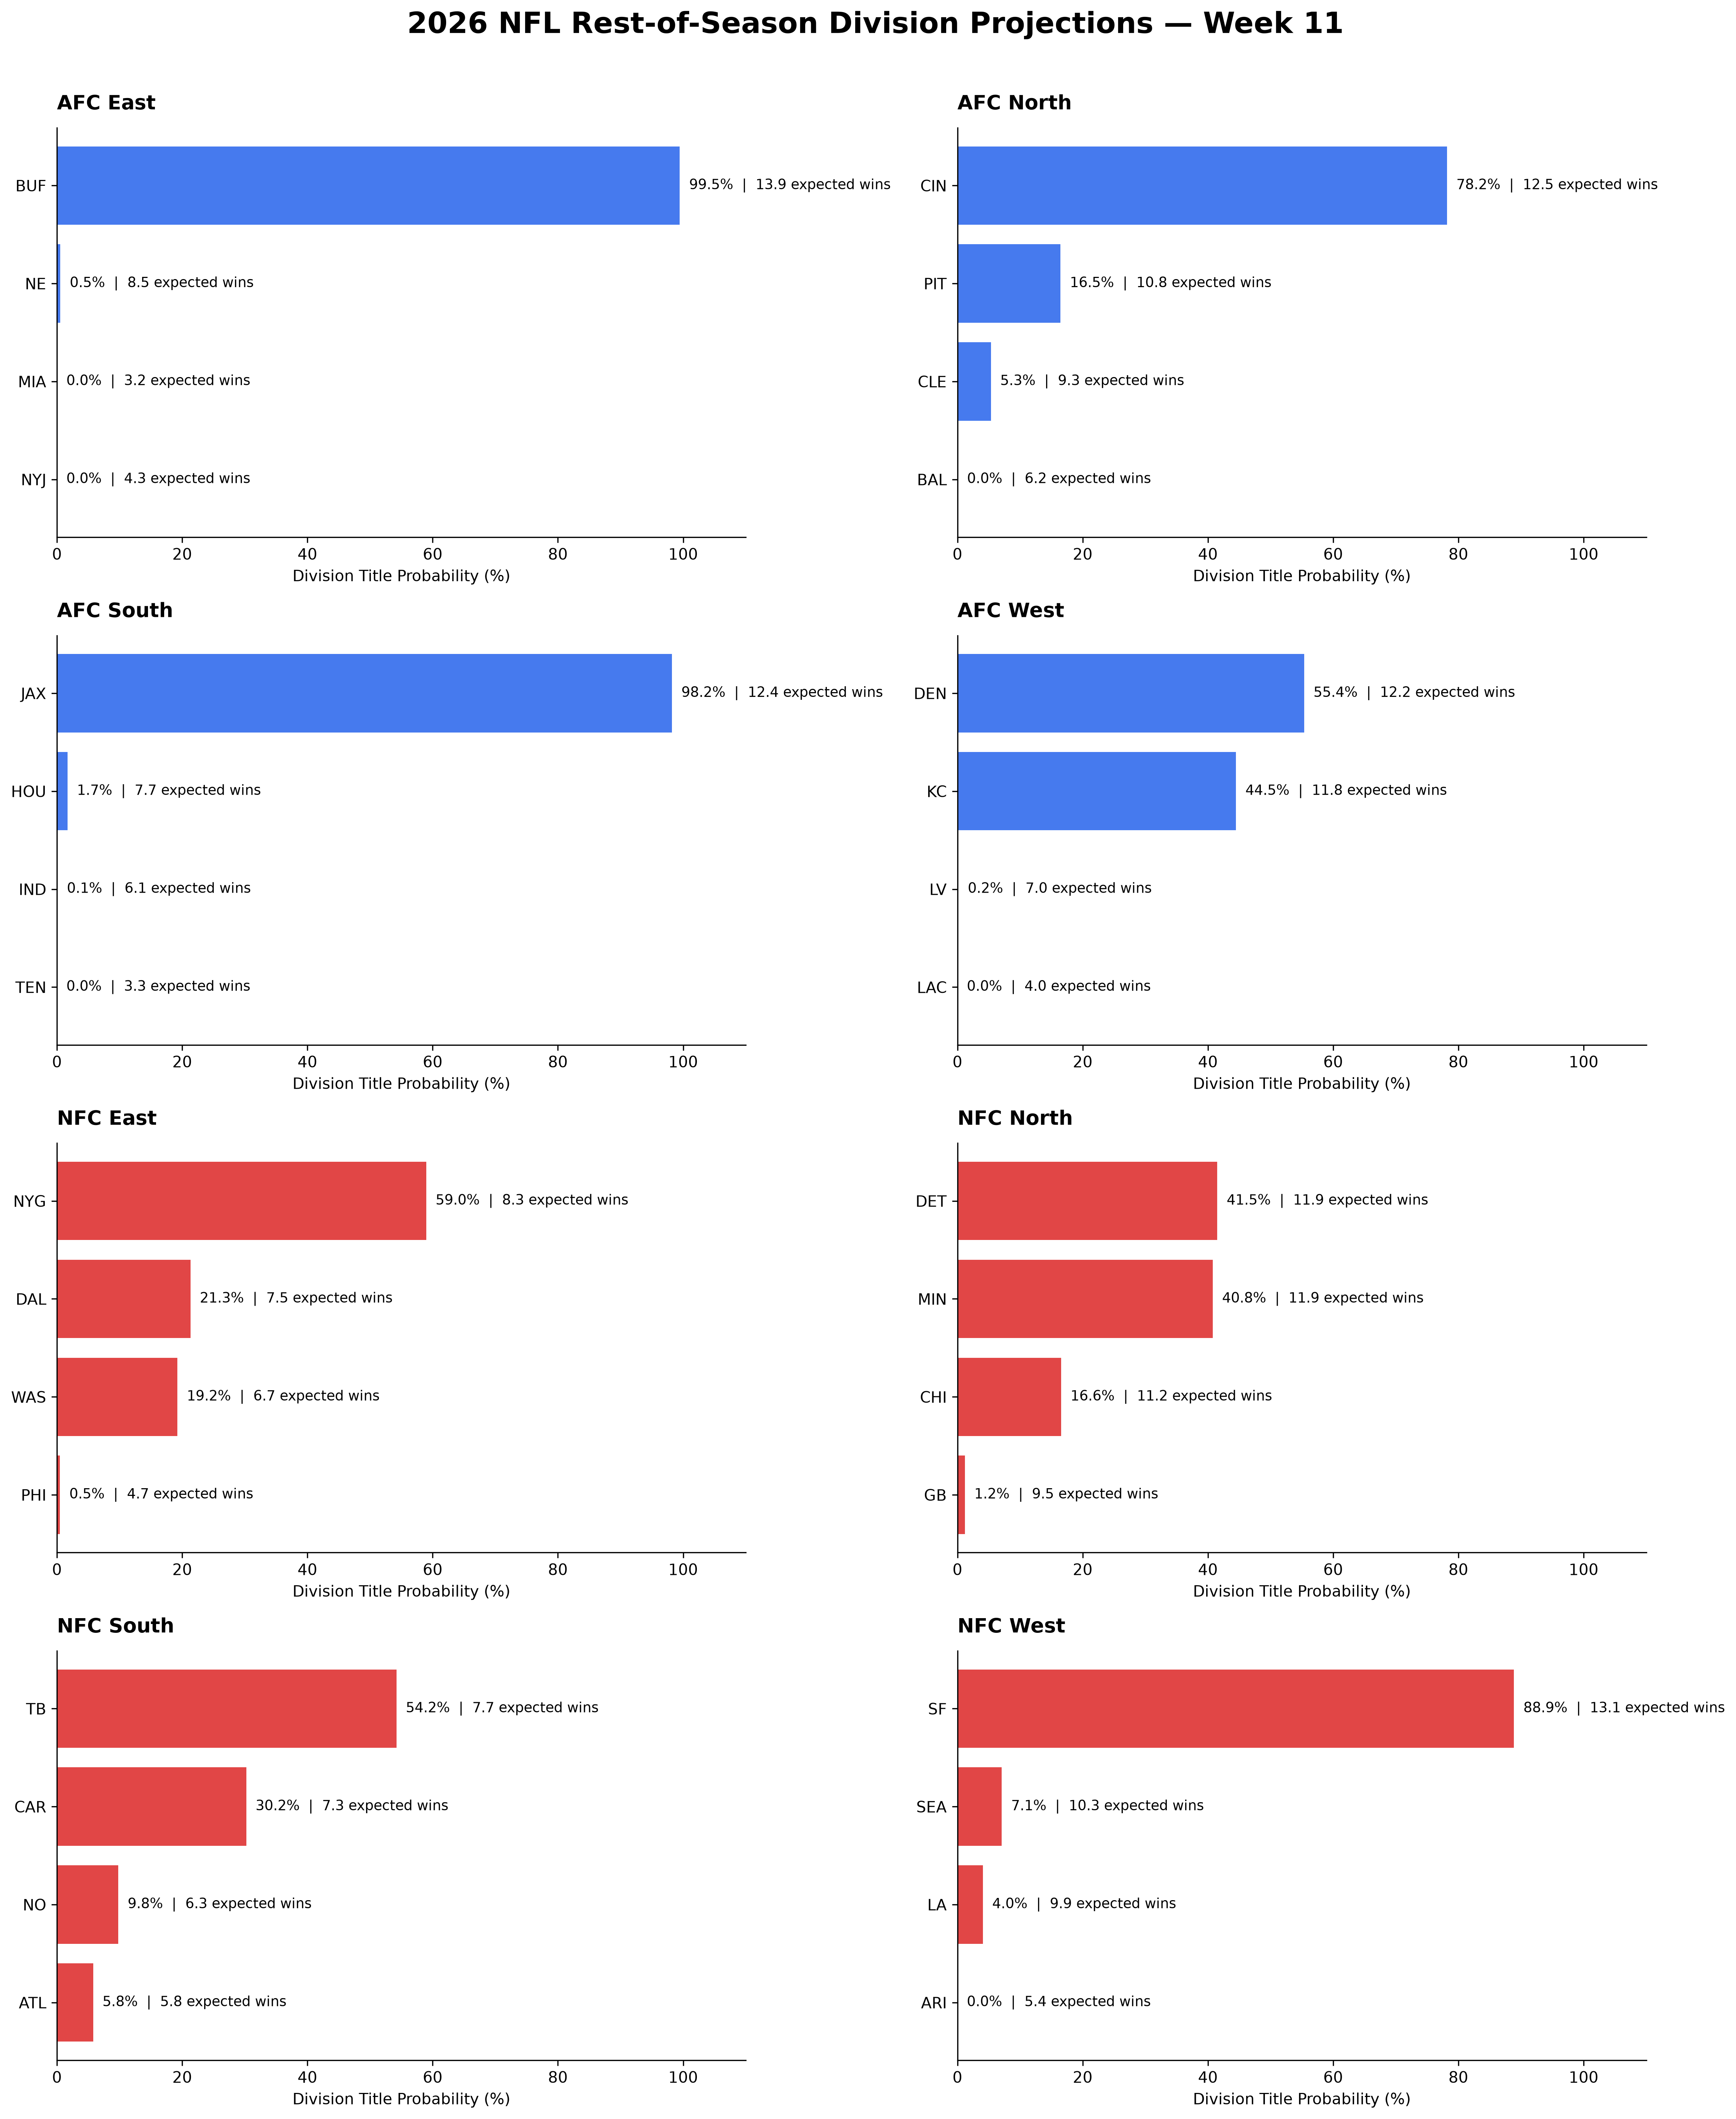 2026 NFL Rest-of-Season Division Projections — Week 11
AFC East
BUF
99.5% | 13.9 expected wins
NE
0.5% | 8.5 expected wins
MIA
0.0% | 3.2 expected wins
NYJ
0.0% | 4.3 expected wins
0 20 40 60 80 100
Division Title Probability (%)
AFC North
CIN
78.2% | 12.5 expected wins
PIT
16.5% | 10.8 expected wins
CLE
5.3% | 9.3 expected wins
BAL
0.0% | 6.2 expected wins
0 20 40 60 80 100
Division Title Probability (%)
AFC South
JAX
98.2% | 12.4 expected wins
HOU
1.7% | 7.7 expected wins
IND
0.1% | 6.1 expected wins
TEN
0.0% | 3.3 expected wins
0 20 40 60 80 100
Division Title Probability (%)
AFC West
DEN
55.4% | 12.2 expected wins
KC
44.5% | 11.8 expected wins
LV
0.2% | 7.0 expected wins
LAC
0.0% | 4.0 expected wins
0 20 40 60 80 100
Division Title Probability (%)
NFC East
NYG
59.0% | 8.3 expected wins
DAL
21.3% | 7.5 expected wins
WAS
19.2% | 6.7 expected wins
PHI
0.5% | 4.7 expected wins
0 20 40 60 80 100
Division Title Probability (%)
NFC North
DET
41.5% | 11.9 expected wins
MIN
40.8% | 11.9 expected wins
CHI
16.6% | 11.2 expected wins
GB
1.2% | 9.5 expected wins
0 20 40 60 80 100
Division Title Probability (%)
NFC South
TB
54.2% | 7.7 expected wins
CAR
30.2% | 7.3 expected wins
NO
9.8% | 6.3 expected wins
ATL
5.8% | 5.8 expected wins
0 20 40 60 80 100
Division Title Probability (%)
NFC West
SF
88.9% | 13.1 expected wins
SEA
7.1% | 10.3 expected wins
LA
4.0% | 9.9 expected wins
ARI
0.0% | 5.4 expected wins
0 20 40 60 80 100
Division Title Probability (%)